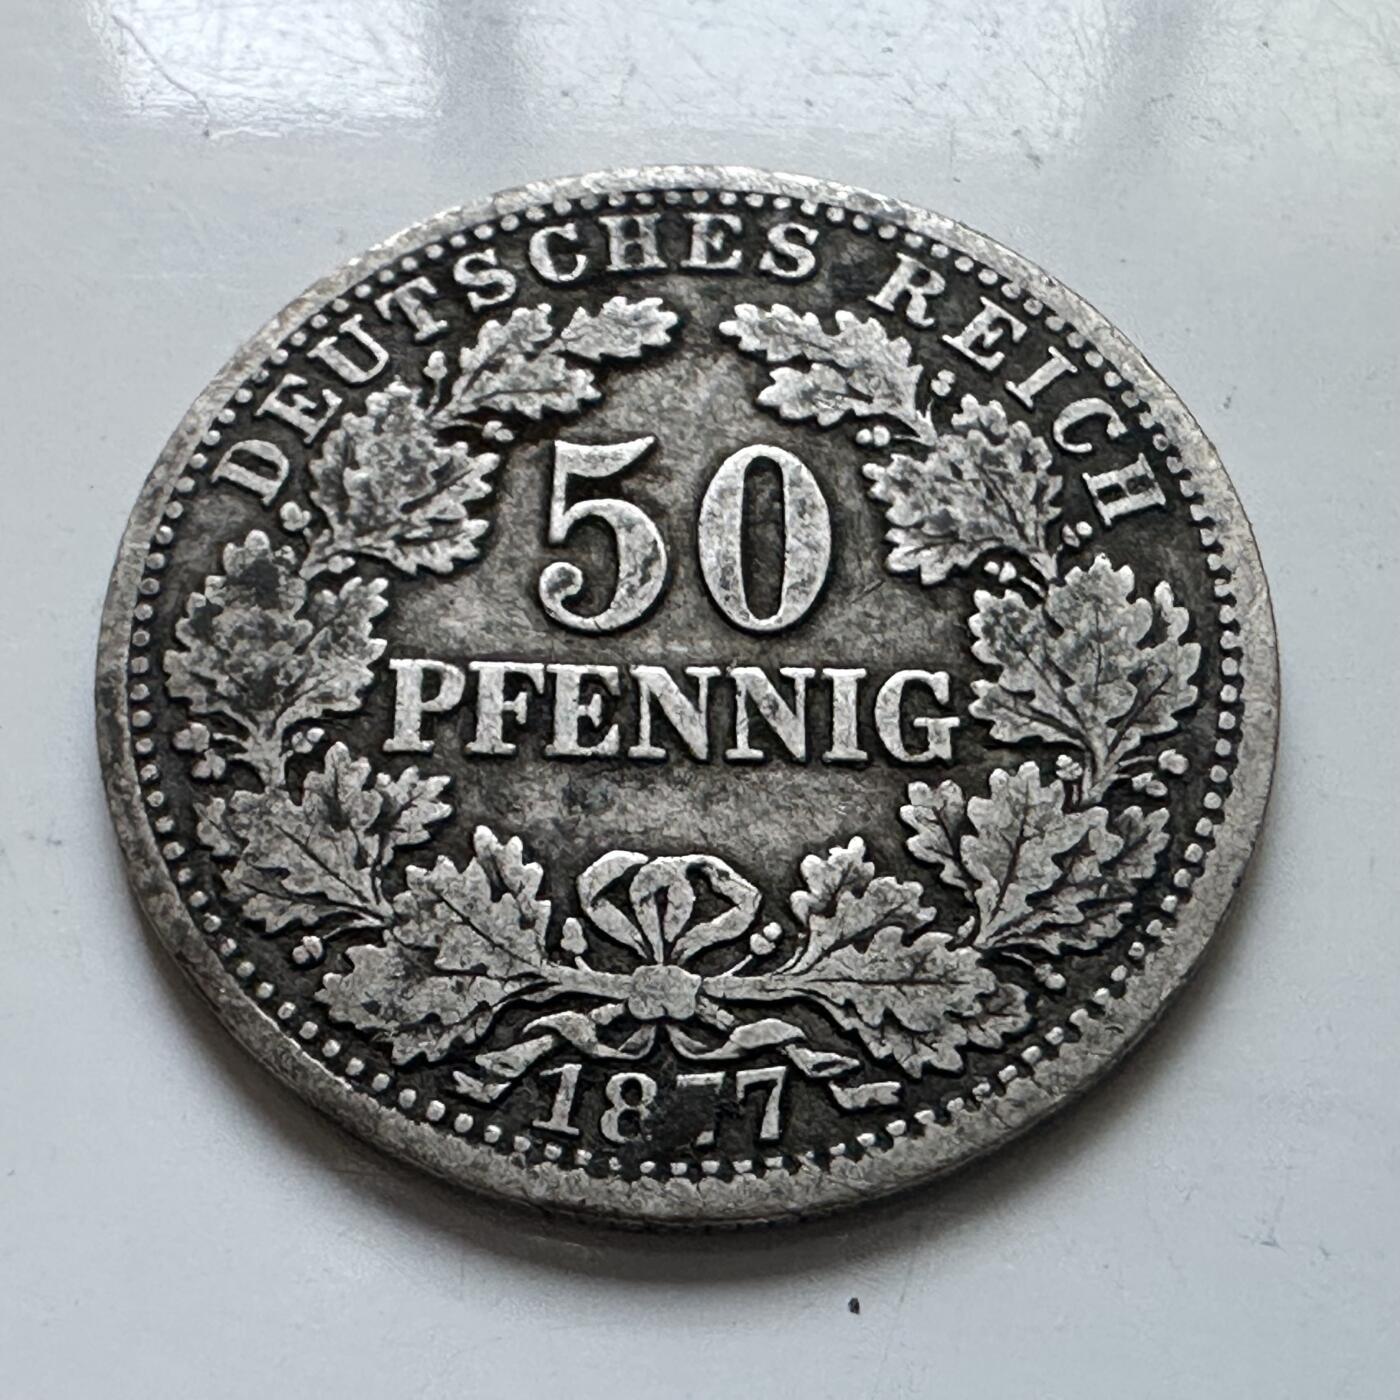 DEUTSCHES REICH
50
PFENNIG
1877